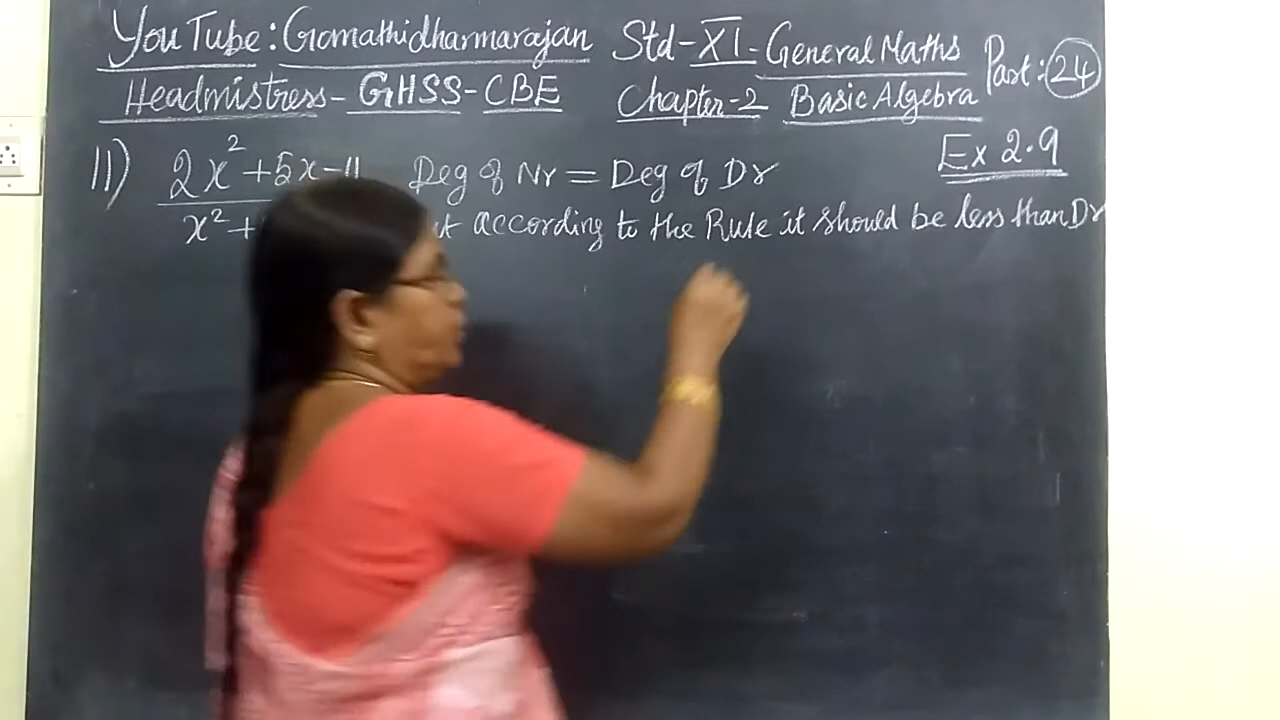 YouTube: Gomathidharmarajan Std-XI-General Maths Part: 24
Headmistress-GHSS-CBE Chapter-2 Basic Algebra
Ex 2.9
11) 2x² + 5x - 11 Deg of Nr = Deg of Dr
x² + according to the Rule it should be less than Dr